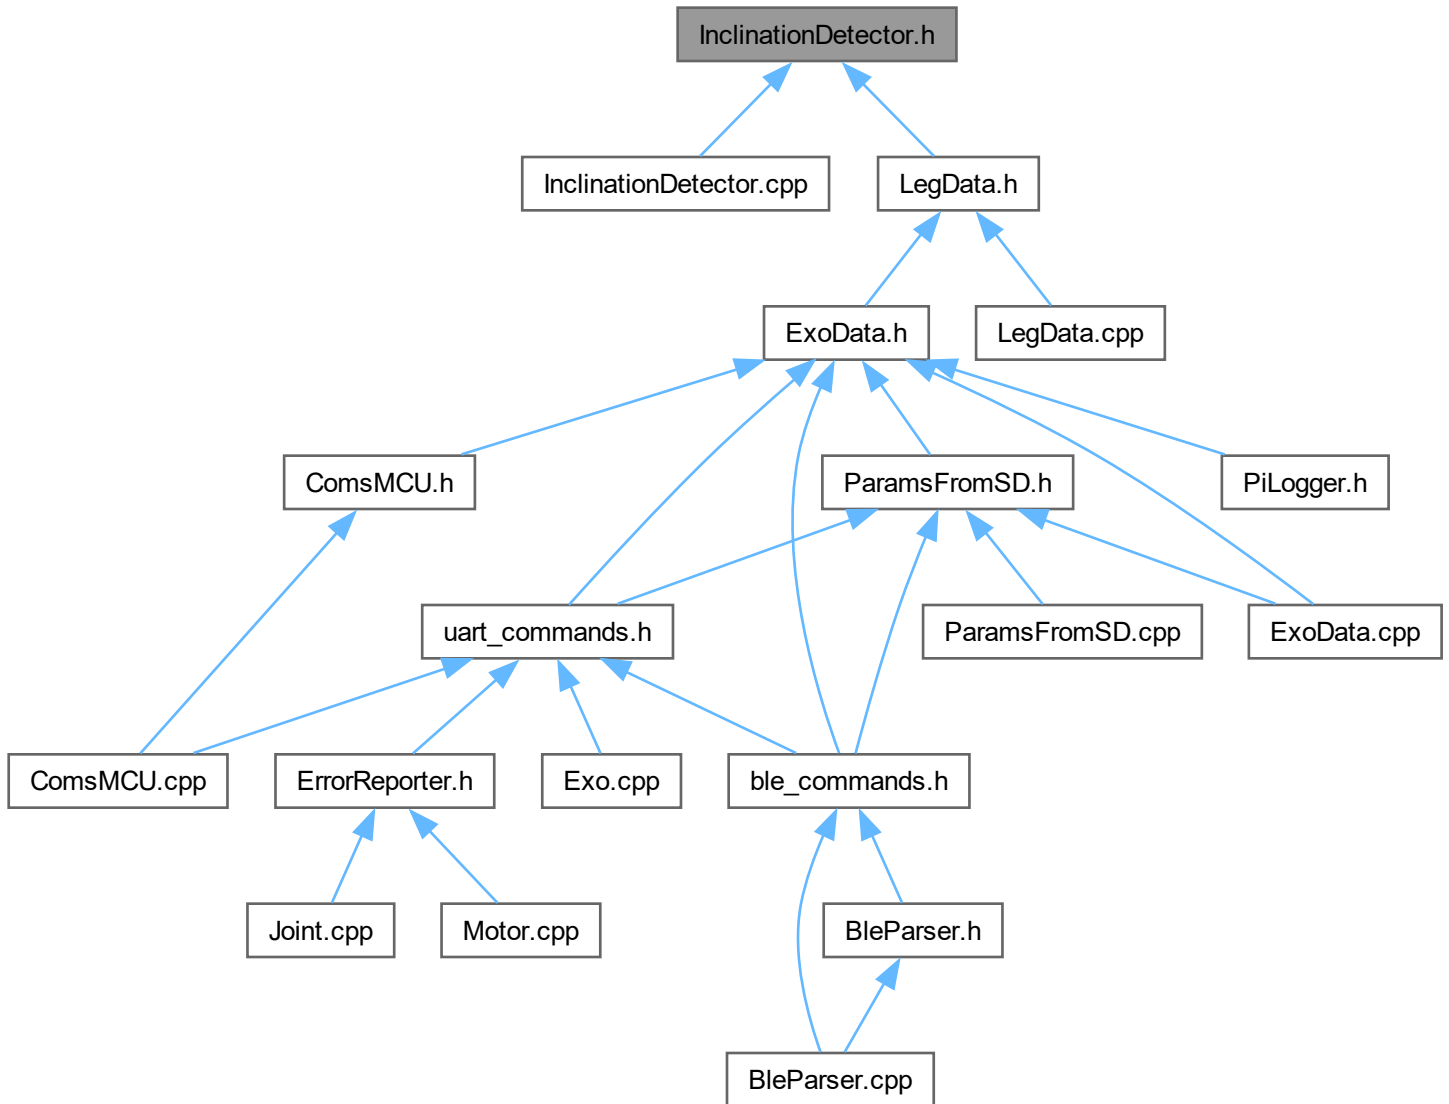 InclinationDetector.h
InclinationDetector.cpp
LegData.h
ExoData.h
LegData.cpp
ComsMCU.h
ParamsFromSD.h
PiLogger.h
uart_commands.h
ParamsFromSD.cpp
ExoData.cpp
ComsMCU.cpp
ErrorReporter.h
Exo.cpp
ble_commands.h
Joint.cpp
Motor.cpp
BleParser.h
BleParser.cpp